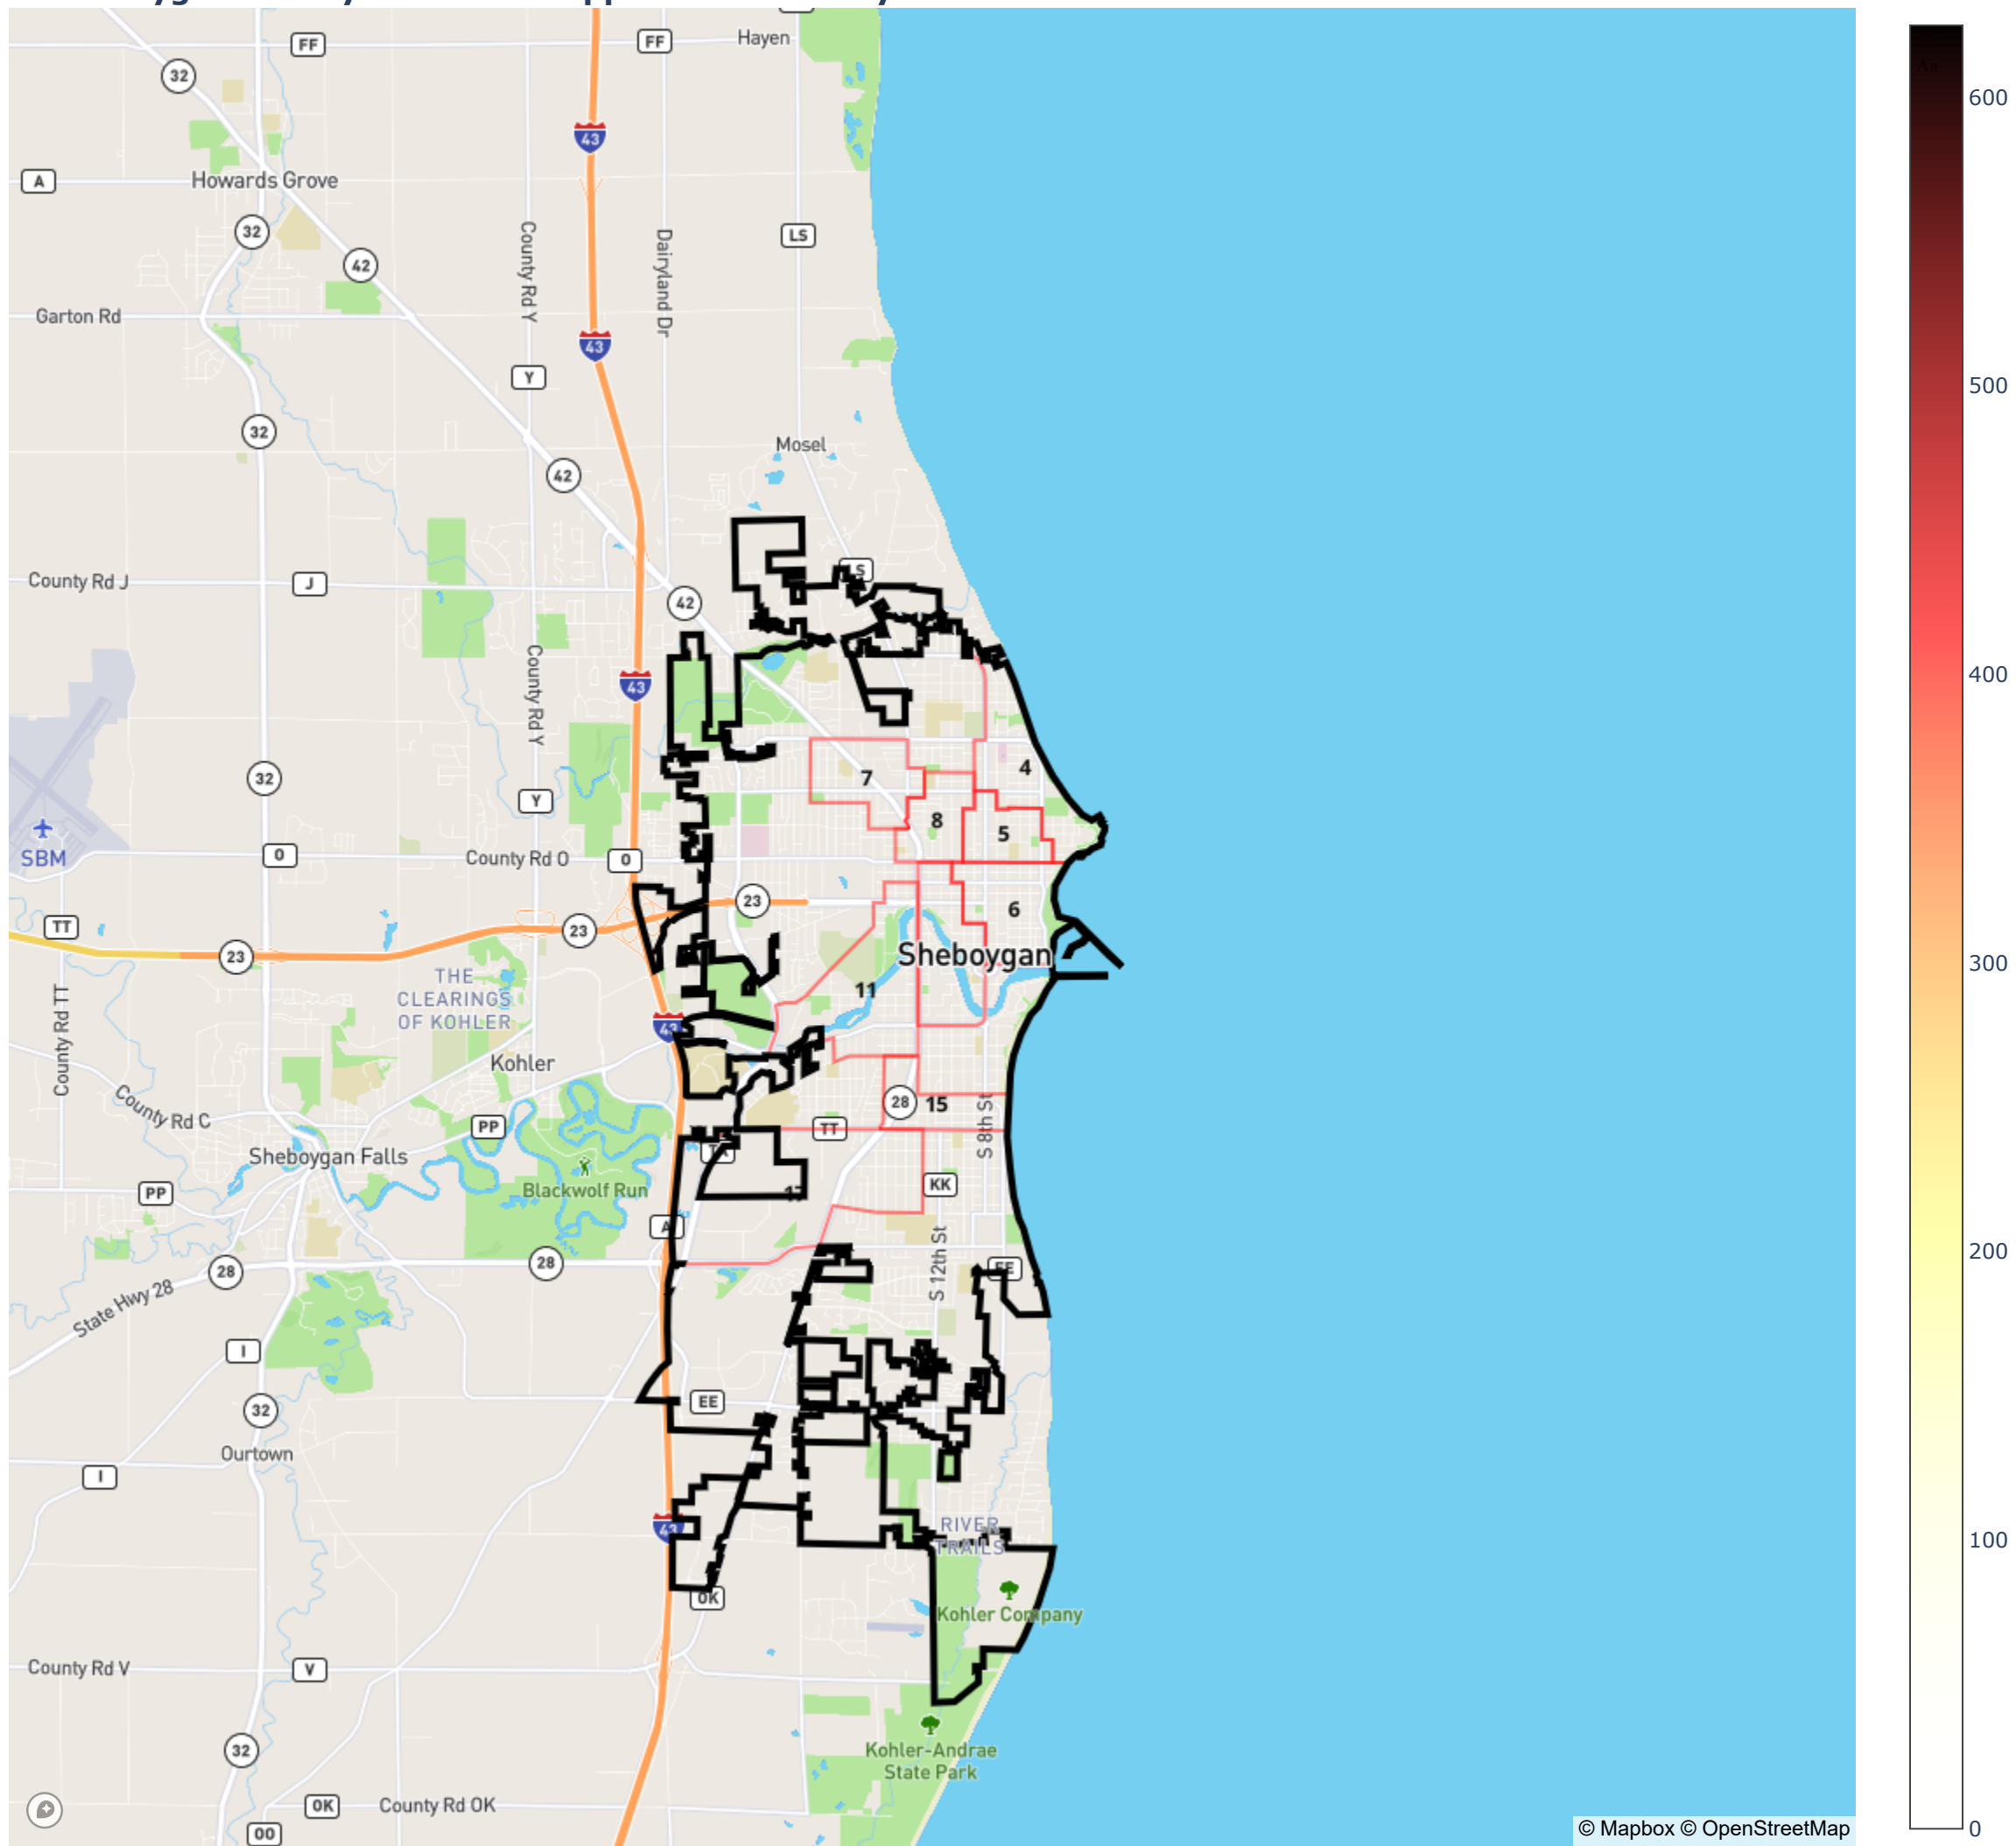 32
FF
FF
Hayen
43
A
Howards Grove
32
42
County Rd Y
Dairyland Dr
LS
Garton Rd
43
Y
32
Mosel
42
County Rd J
J
LS
42
County Rd Y
43
32
7
4
Y
8
5
SBM
O
County Rd O
O
23
6
TT
23
23
Sheboygan
THE
CLEARINGS
OF KOHLER
11
County Rd TT
43
Kohler
County Rd C
PP
28
15
TT
S 8th St
Sheboygan Falls
PP
Blackwolf Run
17
KK
A
28
28
State Hwy 28
S 12th St
EE
I
32
EE
Ourtown
I
43
RIVER
TRAILS
OK
Kohler Company
County Rd V
V
32
Kohler-Andrae
State Park
OK
County Rd OK
OO
© Mapbox © OpenStreetMap
Aa
600
500
400
300
200
100
0